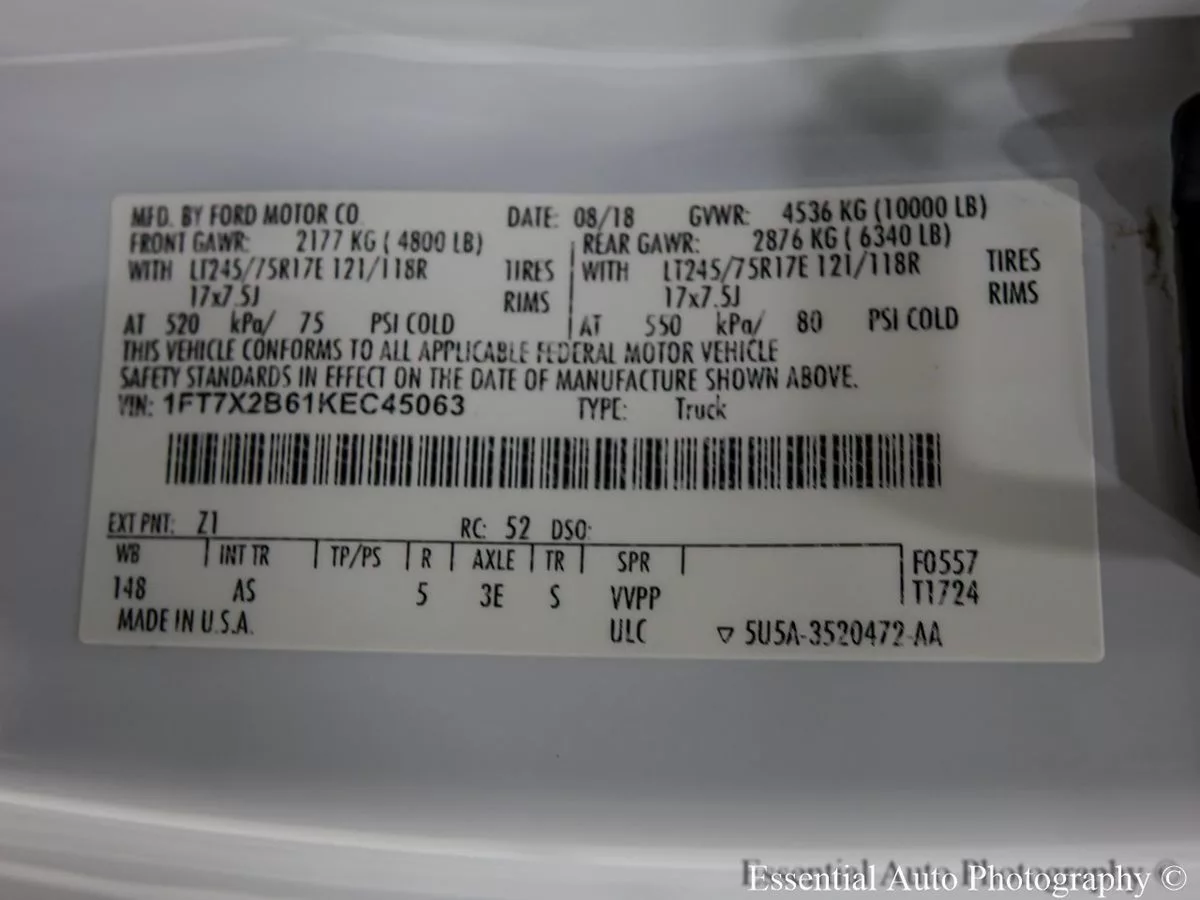 MFD. BY FORD MOTOR CO DATE: 08/18 GVWR: 4536 KG (10000 LB)
FRONT GAWR: 2177 KG ( 4800 LB) REAR GAWR: 2876 KG ( 6340 LB)
WITH LT245/75R17E 121/118R TIRES WITH LT245/75R17E 121/118R TIRES
17x7.5J RIMS 17x7.5J RIMS
AT 520 kPa/ 75 PSI COLD AT 550 kPa/ 80 PSI COLD
THIS VEHICLE CONFORMS TO ALL APPLICABLE FEDERAL MOTOR VEHICLE
SAFETY STANDARDS IN EFFECT ON THE DATE OF MANUFACTURE SHOWN ABOVE.
VIN: 1FT7X2B61KEC45063 TYPE: Truck
EXT PNT: Z1 RC: 52 DSO:
WB INT TR TP/PS R AXLE TR SPR F0557
148 AS 5 3E S VVPP T1724
MADE IN U.S.A. ULC ▽ 5U5A-3520472-AA
Essential Auto Photography ©